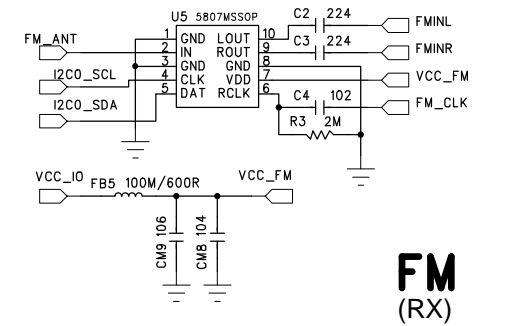 U5 5807MSSOP
C2 224
FMINL
FM_ANT
1 GND LOUT 10
2 IN ROUT 9
C3 224
FMINR
3 GND GND 8
I2C0_SCL
4 CLK VDD 7
VCC_FM
5 DAT RCLK 6
I2C0_SDA
C4 102
FM_CLK
R3 2M
VCC_IO
FB5 100M/600R
VCC_FM
CM9 106
CM8 104
FM
(RX)